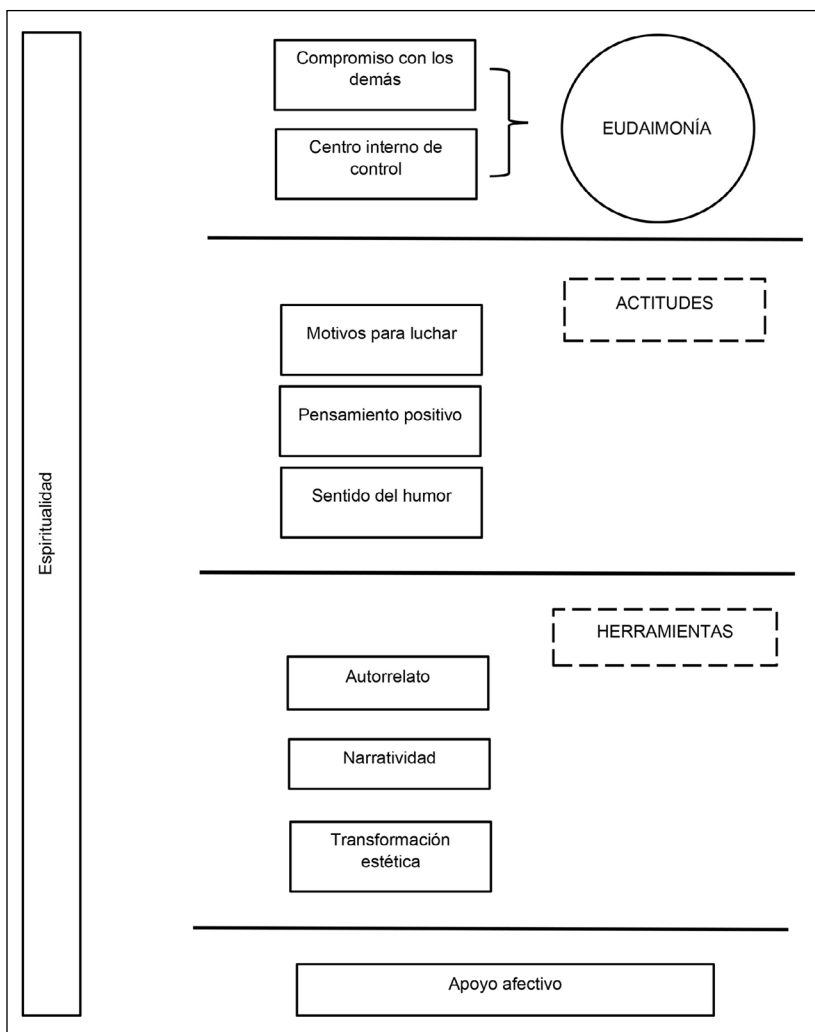 Compromiso con los
demás
Centro interno de
control
EUDAIMONÍA
ACTITUDES
Motivos para luchar
Pensamiento positivo
Sentido del humor
Espiritualidad
HERRAMIENTAS
Autorrelato
Narratividad
Transformación
estética
Apoyo afectivo